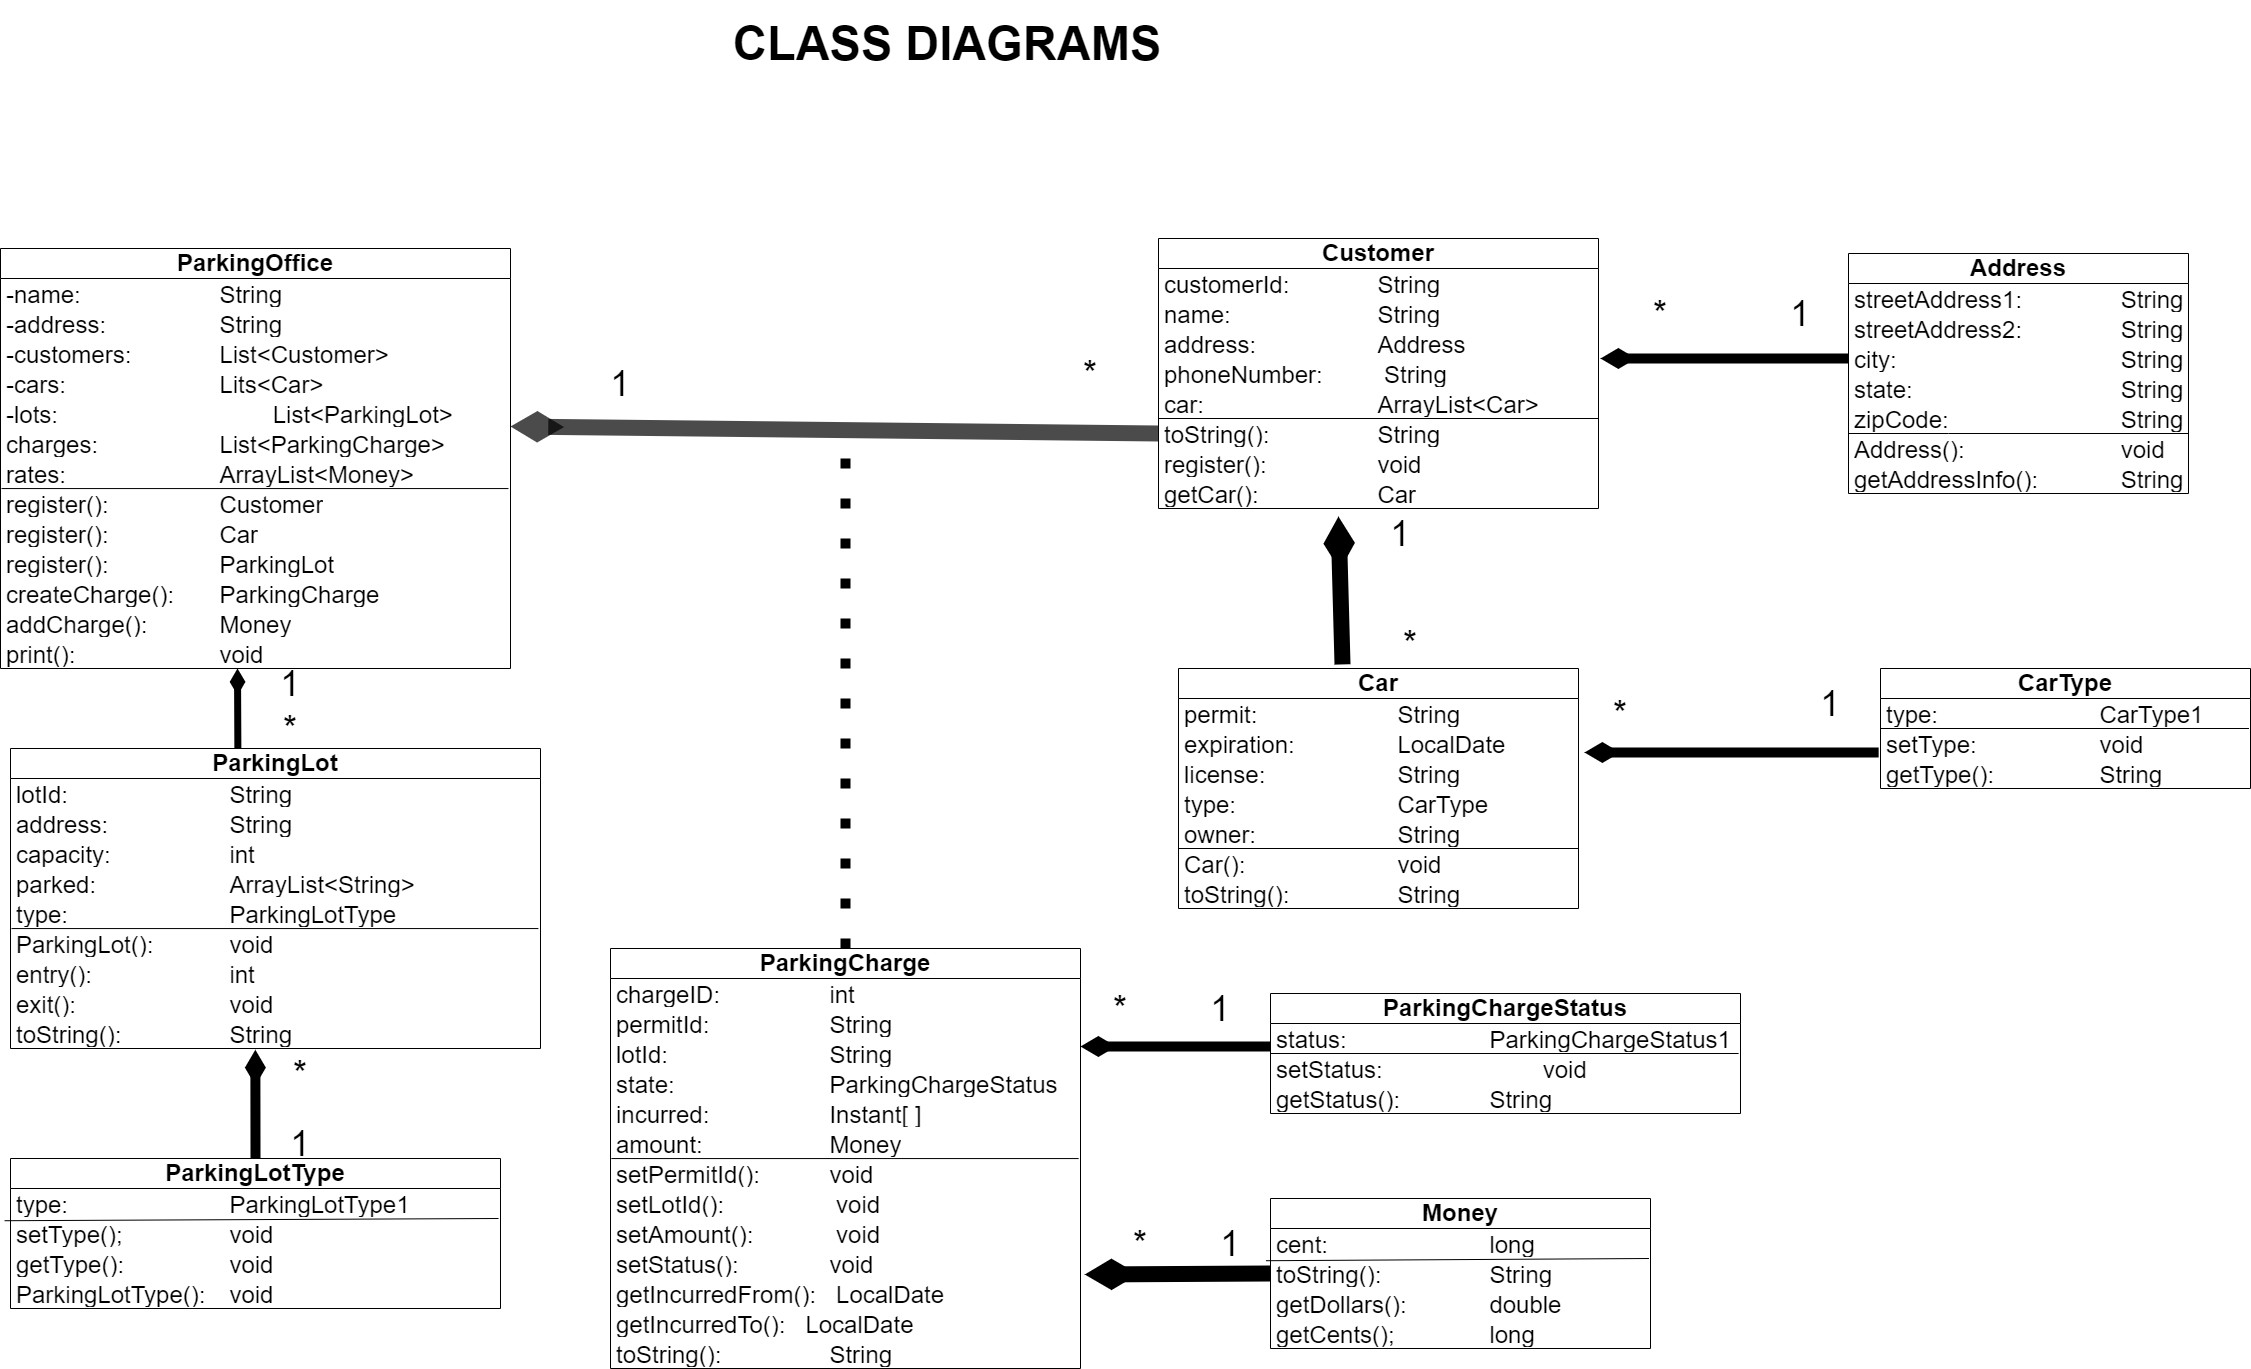 CLASS DIAGRAMS
ParkingOffice
-name: String
-address: String
-customers: List<Customer>
-cars: Lits<Car>
-lots: List<ParkingLot>
charges: List<ParkingCharge>
rates: ArrayList<Money>
register(): Customer
register(): Car
register(): ParkingLot
createCharge(): ParkingCharge
addCharge(): Money
print(): void
1
*
1
*
Customer
customerId: String
name: String
address: Address
phoneNumber: String
car: ArrayList<Car>
toString(): String
register(): void
getCar(): Car
* 1
Address
streetAddress1: String
streetAddress2: String
city: String
state: String
zipCode: String
Address(): void
getAddressInfo(): String
1
*
Car
permit: String
expiration: LocalDate
license: String
type: CarType
owner: String
Car(): void
toString(): String
* 1
CarType
type: CarType1
setType: void
getType(): String
ParkingLot
lotId: String
address: String
capacity: int
parked: ArrayList<String>
type: ParkingLotType
ParkingLot(): void
entry(): int
exit(): void
toString(): String
*
1
ParkingLotType
type: ParkingLotType1
setType(); void
getType(): void
ParkingLotType(): void
ParkingCharge
chargeID: int
permitId: String
lotId: String
state: ParkingChargeStatus
incurred: Instant[ ]
amount: Money
setPermitId(): void
setLotId(): void
setAmount(): void
setStatus(): void
getIncurredFrom(): LocalDate
getIncurredTo(): LocalDate
toString(): String
* 1
ParkingChargeStatus
status: ParkingChargeStatus1
setStatus: void
getStatus(): String
* 1
Money
cent: long
toString(): String
getDollars(): double
getCents(); long